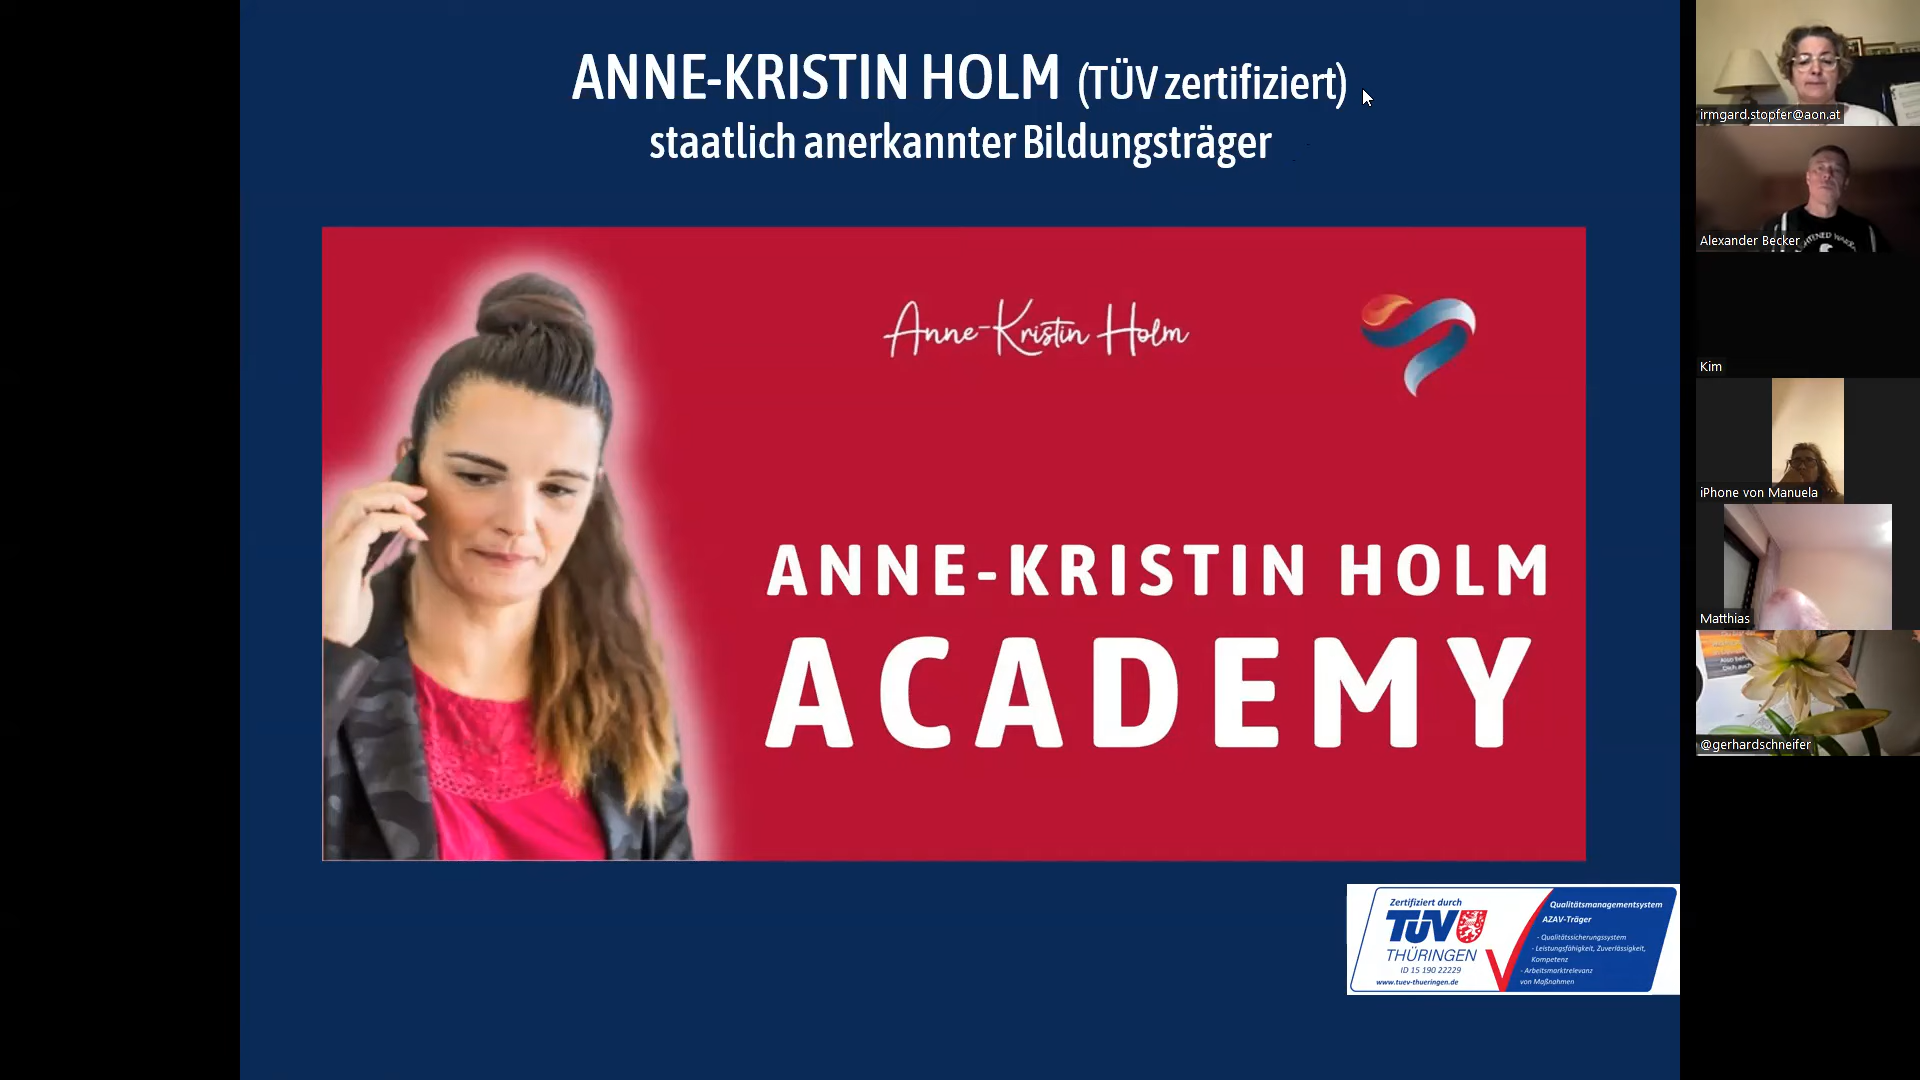 ANNE-KRISTIN HOLM (TÜV zertifiziert)
staatlich anerkannter Bildungsträger
Anne-Kristin Holm
ANNE-KRISTIN HOLM
ACADEMY
Zertifiziert durch
TÜV
THÜRINGEN
ID 15 190 22229
www.tuev-thueringen.de
Qualitätsmanagementsystem
AZAV-Träger
- Qualitätssicherungssystem
- Leistungsfähigkeit, Zuverlässigkeit,
Kompetenz
- Arbeitsmarktrelevanz
von Maßnahmen
irmgard.stopfer@aon.at
Alexander Becker
Kim
iPhone von Manuela
Matthias
@gerhardschneifer